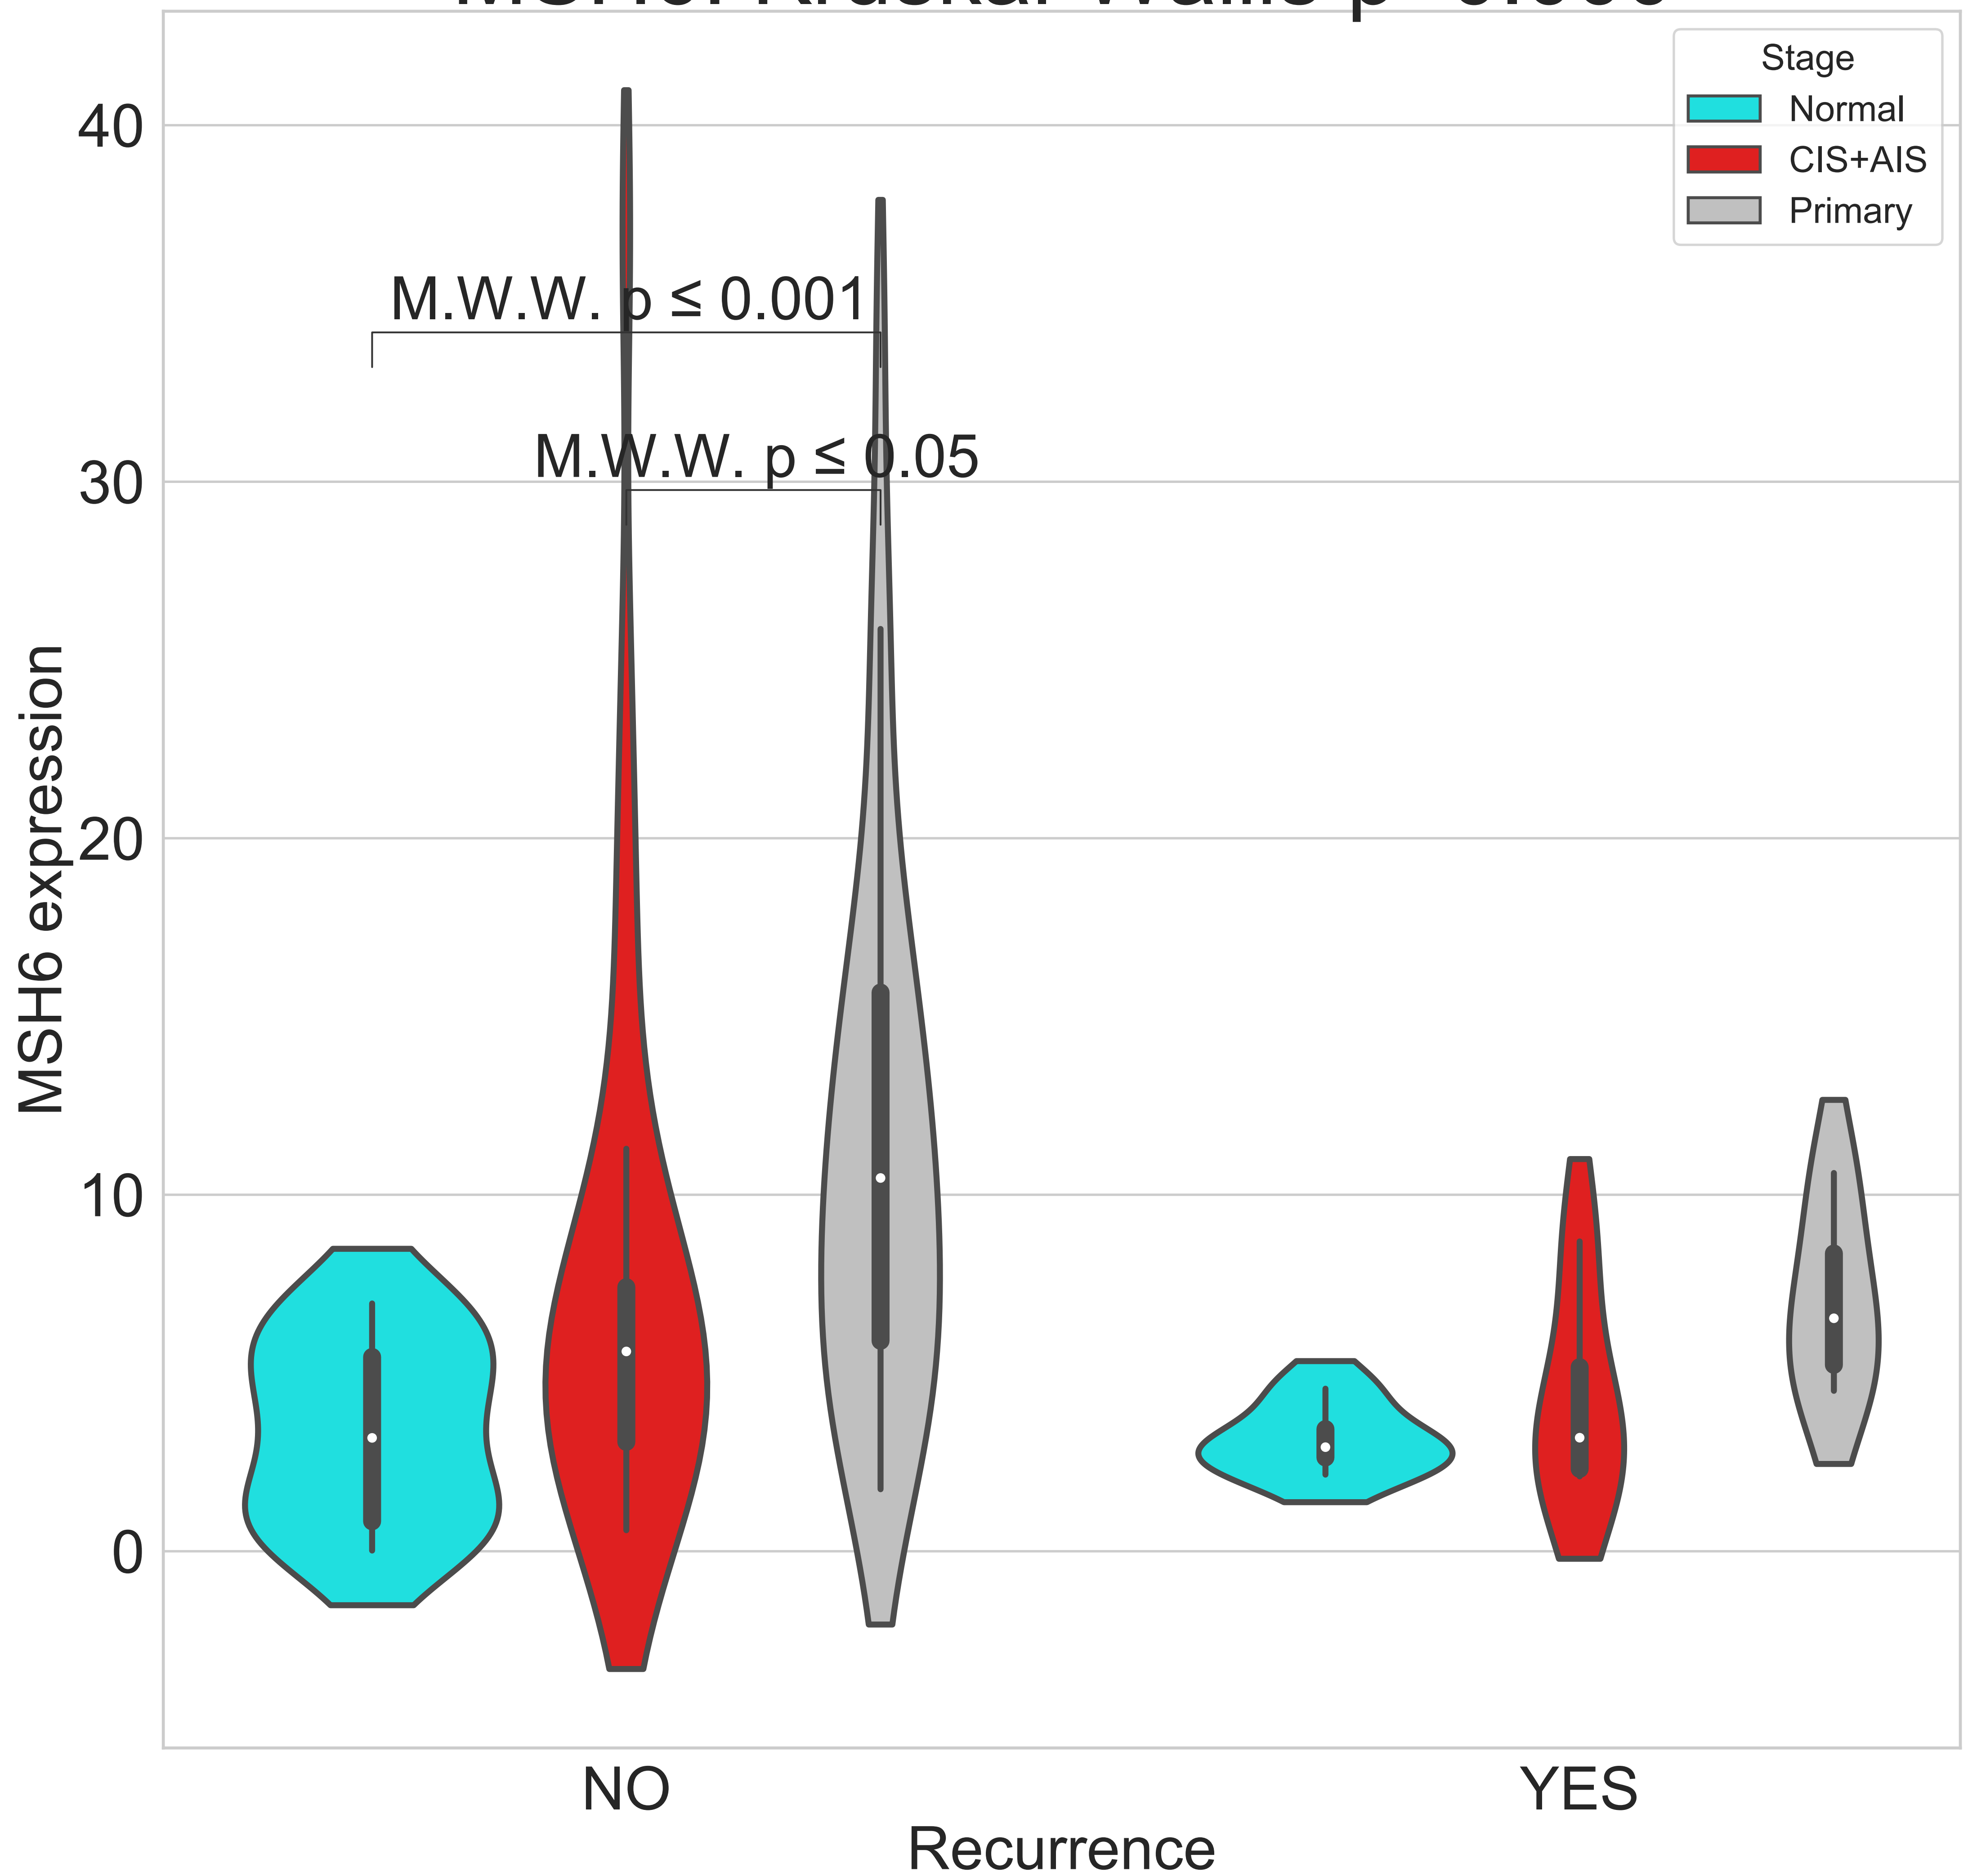 Stage
Normal
CIS+AIS
Primary
M.W.W. p ≤ 0.001
M.W.W. p ≤ 0.05
40
30
20
10
0
MSH6 expression
NO
YES
Recurrence